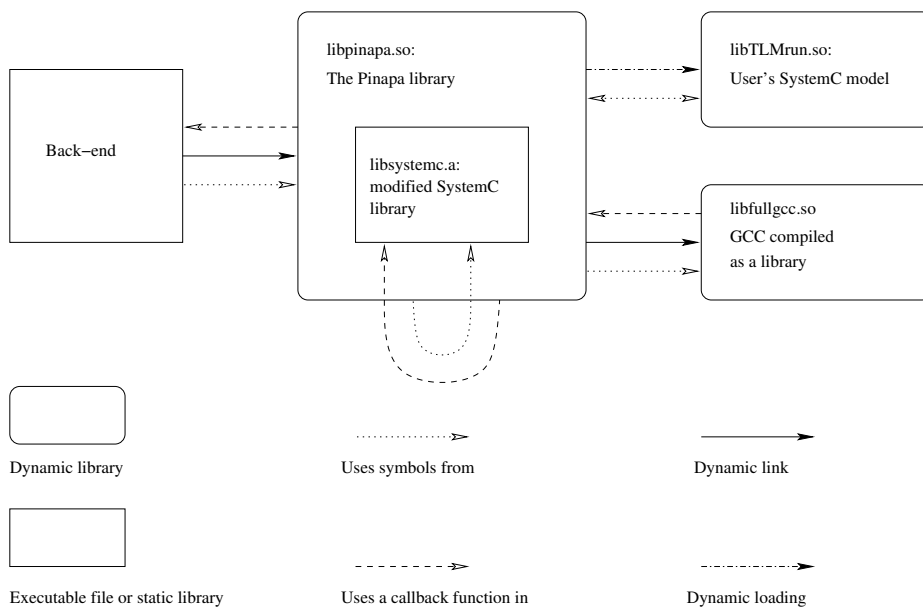 libpinapa.so:
The Pinapa library
libTLMrun.so:
User's SystemC model
Back−end
libsystemc.a:
modified SystemC
library
libfullgcc.so
GCC compiled
as a library
Dynamic library
Uses symbols from
Dynamic link
Executable file or static library
Uses a callback function in
Dynamic loading